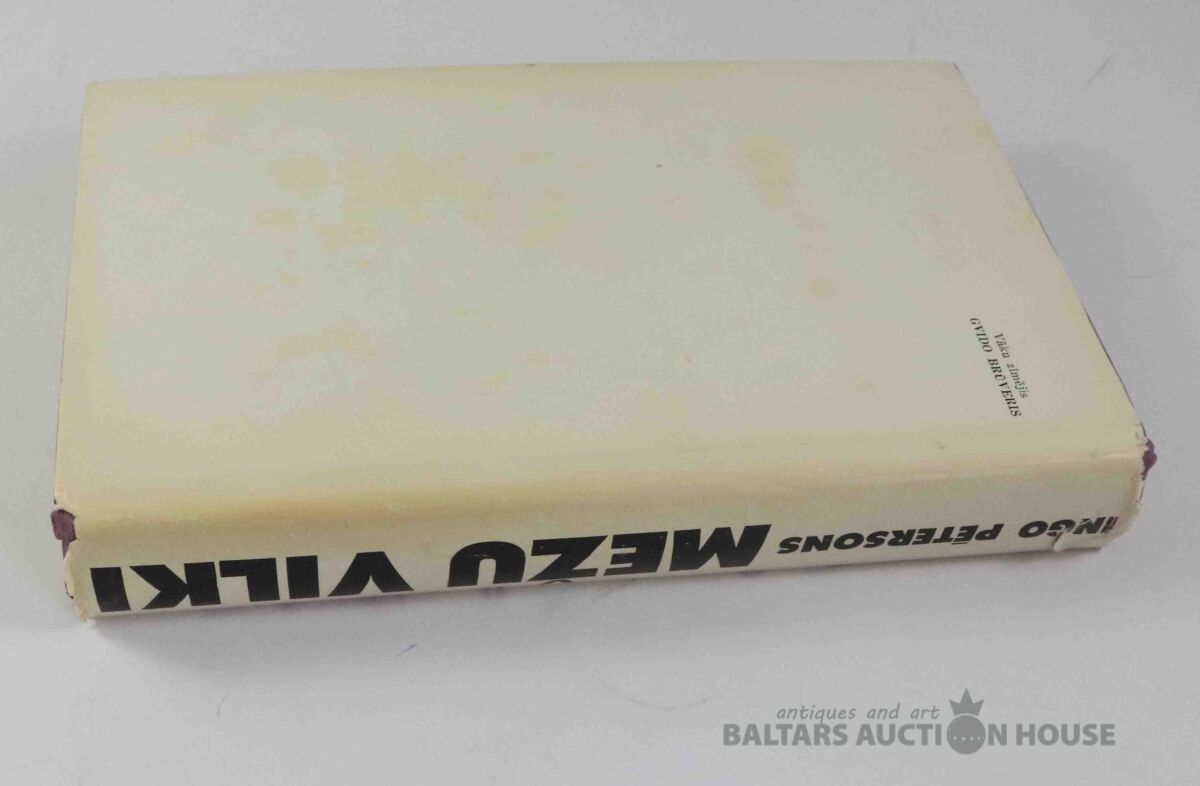 Vāku zīmējis
GVIDO BRŪVERIS
INGO PĒTERSONS MEŽU VILKI
antiques and art
BALTARS AUCTION HOUSE